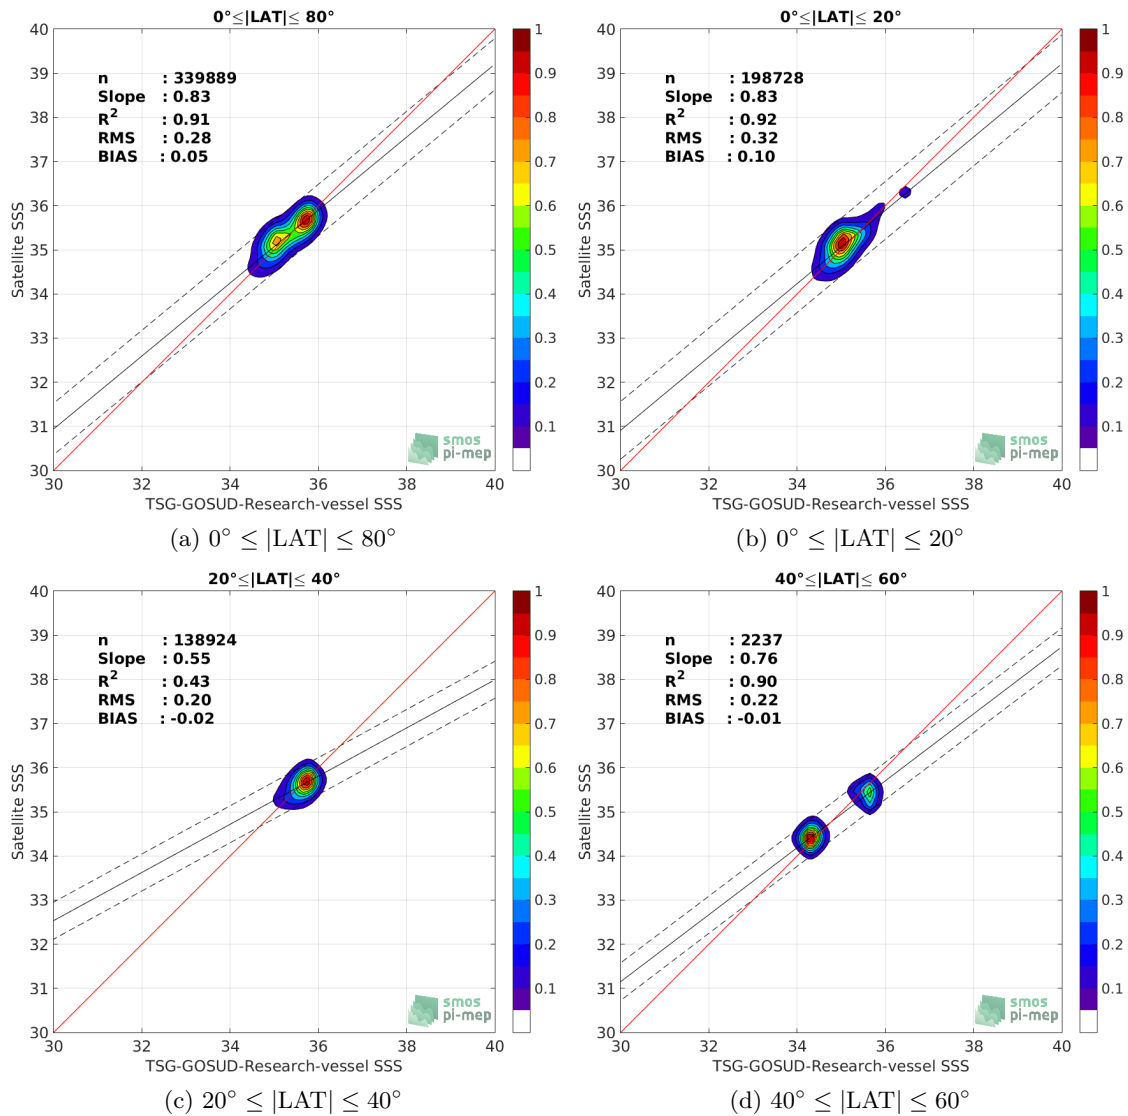 0°≤|LAT|≤ 80°
40
39
38
37
36
35
34
33
32
31
30
Satellite SSS
n : 339889
Slope : 0.83
R² : 0.91
RMS : 0.28
BIAS : 0.05
smos
pi-mep
30 32 34 36 38 40
TSG-GOSUD-Research-vessel SSS
1
0.9
0.8
0.7
0.6
0.5
0.4
0.3
0.2
0.1
(a) 0° ≤ |LAT| ≤ 80°
0°≤|LAT|≤ 20°
40
39
38
37
36
35
34
33
32
31
30
Satellite SSS
n : 198728
Slope : 0.83
R² : 0.92
RMS : 0.32
BIAS : 0.10
smos
pi-mep
30 32 34 36 38 40
TSG-GOSUD-Research-vessel SSS
1
0.9
0.8
0.7
0.6
0.5
0.4
0.3
0.2
0.1
(b) 0° ≤ |LAT| ≤ 20°
20°≤|LAT|≤ 40°
40
39
38
37
36
35
34
33
32
31
30
Satellite SSS
n : 138924
Slope : 0.55
R² : 0.43
RMS : 0.20
BIAS : -0.02
smos
pi-mep
30 32 34 36 38 40
TSG-GOSUD-Research-vessel SSS
1
0.9
0.8
0.7
0.6
0.5
0.4
0.3
0.2
0.1
(c) 20° ≤ |LAT| ≤ 40°
40°≤|LAT|≤ 60°
40
39
38
37
36
35
34
33
32
31
30
Satellite SSS
n : 2237
Slope : 0.76
R² : 0.90
RMS : 0.22
BIAS : -0.01
smos
pi-mep
30 32 34 36 38 40
TSG-GOSUD-Research-vessel SSS
1
0.9
0.8
0.7
0.6
0.5
0.4
0.3
0.2
0.1
(d) 40° ≤ |LAT| ≤ 60°